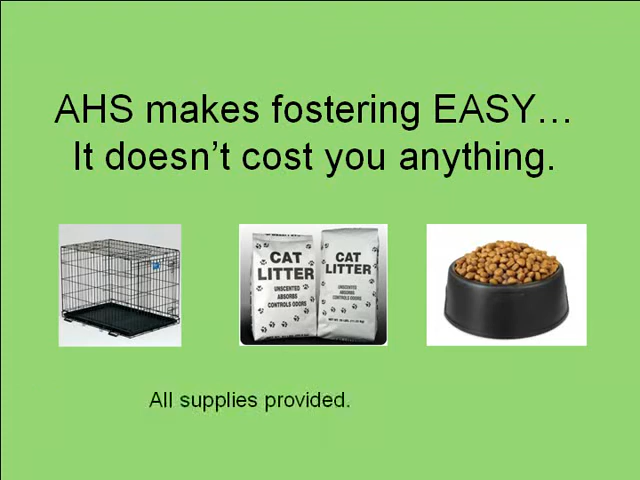 AHS makes fostering EASY…
It doesn’t cost you anything.
CAT
LITTER
UNSCENTED
ABSORBS
CONTROLS ODORS
CAT
LITTER
UNSCENTED
ABSORBS
CONTROLS ODORS
All supplies provided.